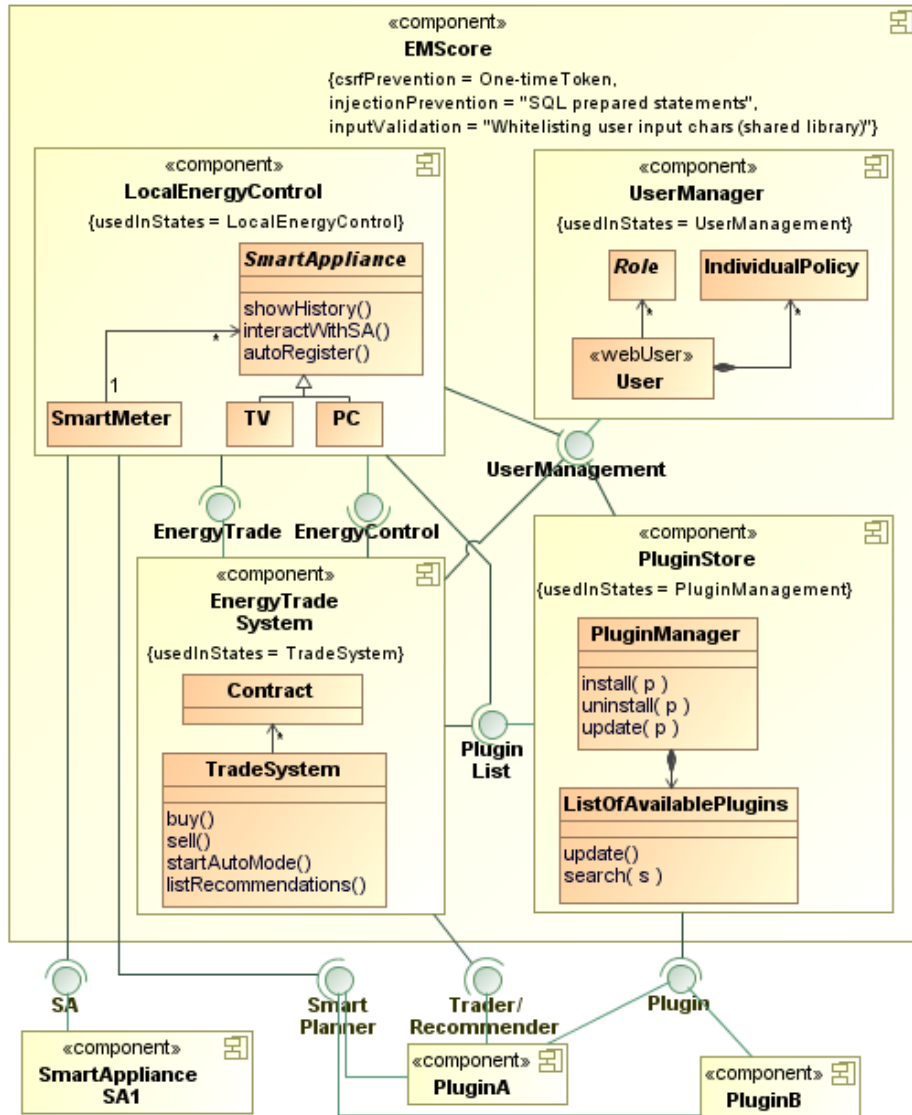 «component»
EMScore
{csrfPrevention = One-timeToken,
injectionPrevention = "SQL prepared statements",
inputValidation = "Whitelisting user input chars (shared library)"}
«component»
LocalEnergyControl
{usedInStates = LocalEnergyControl}
SmartAppliance
showHistory()
interactWithSA()
autoRegister()
*
1
SmartMeter
TV
PC
«component»
UserManager
{usedInStates = UserManagement}
Role
IndividualPolicy
*
*
«webUser»
User
UserManagement
EnergyTrade
EnergyControl
«component»
EnergyTrade
System
{usedInStates = TradeSystem}
Contract
*
TradeSystem
buy()
sell()
startAutoMode()
listRecommendations()
Plugin
List
«component»
PluginStore
{usedInStates = PluginManagement}
PluginManager
install( p )
uninstall( p )
update( p )
ListOfAvailablePlugins
update()
search( s )
SA
Smart
Planner
Trader/
Recommender
Plugin
«component»
SmartAppliance
SA1
«component»
PluginA
«component»
PluginB